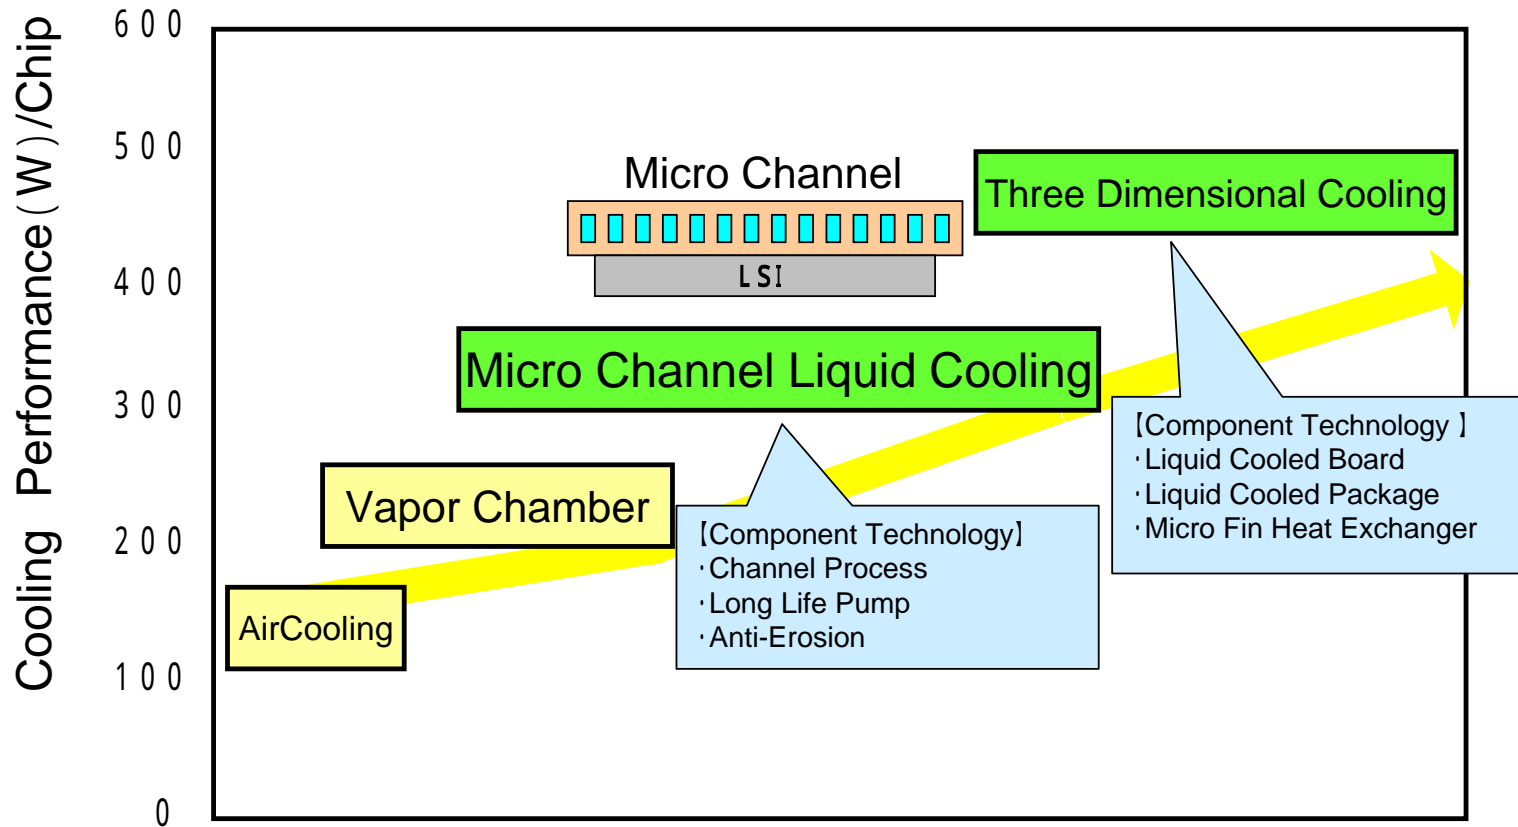 Cooling Performance(W)/Chip
600
500
400
300
200
100
0
Micro Channel
LSI
Three Dimensional Cooling
Micro Channel Liquid Cooling
Vapor Chamber
AirCooling
［Component Technology］
・Channel Process
・Long Life Pump
・Anti-Erosion
［Component Technology ］
・Liquid Cooled Board
・Liquid Cooled Package
・Micro Fin Heat Exchanger